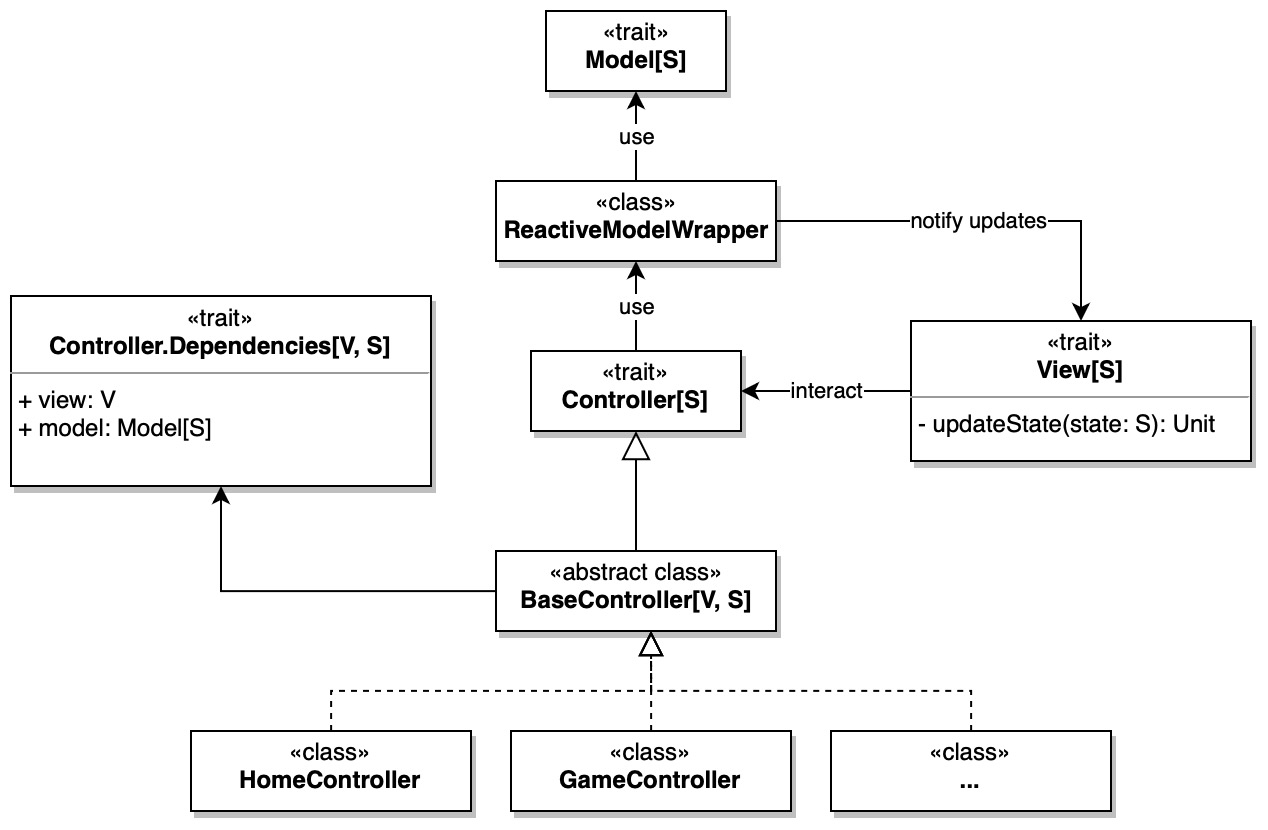 «trait»
Model[S]
use
«class»
ReactiveModelWrapper
notify updates
use
«trait»
Controller.Dependencies[V, S]
+ view: V
+ model: Model[S]
«trait»
Controller[S]
interact
«trait»
View[S]
- updateState(state: S): Unit
«abstract class»
BaseController[V, S]
«class»
HomeController
«class»
GameController
«class»
...